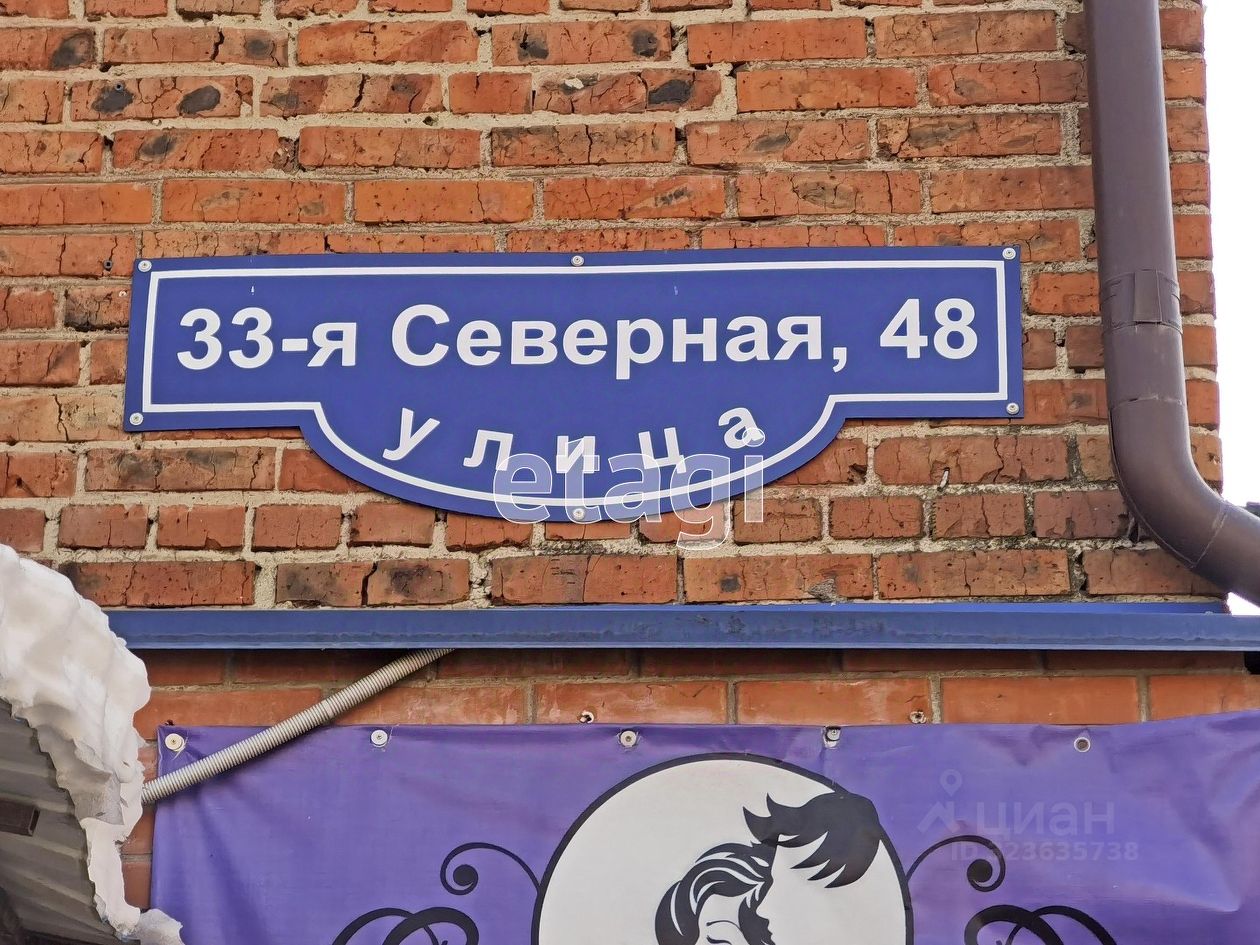 33-я Северная, 48
улица
etagi
циан
ID 323635738